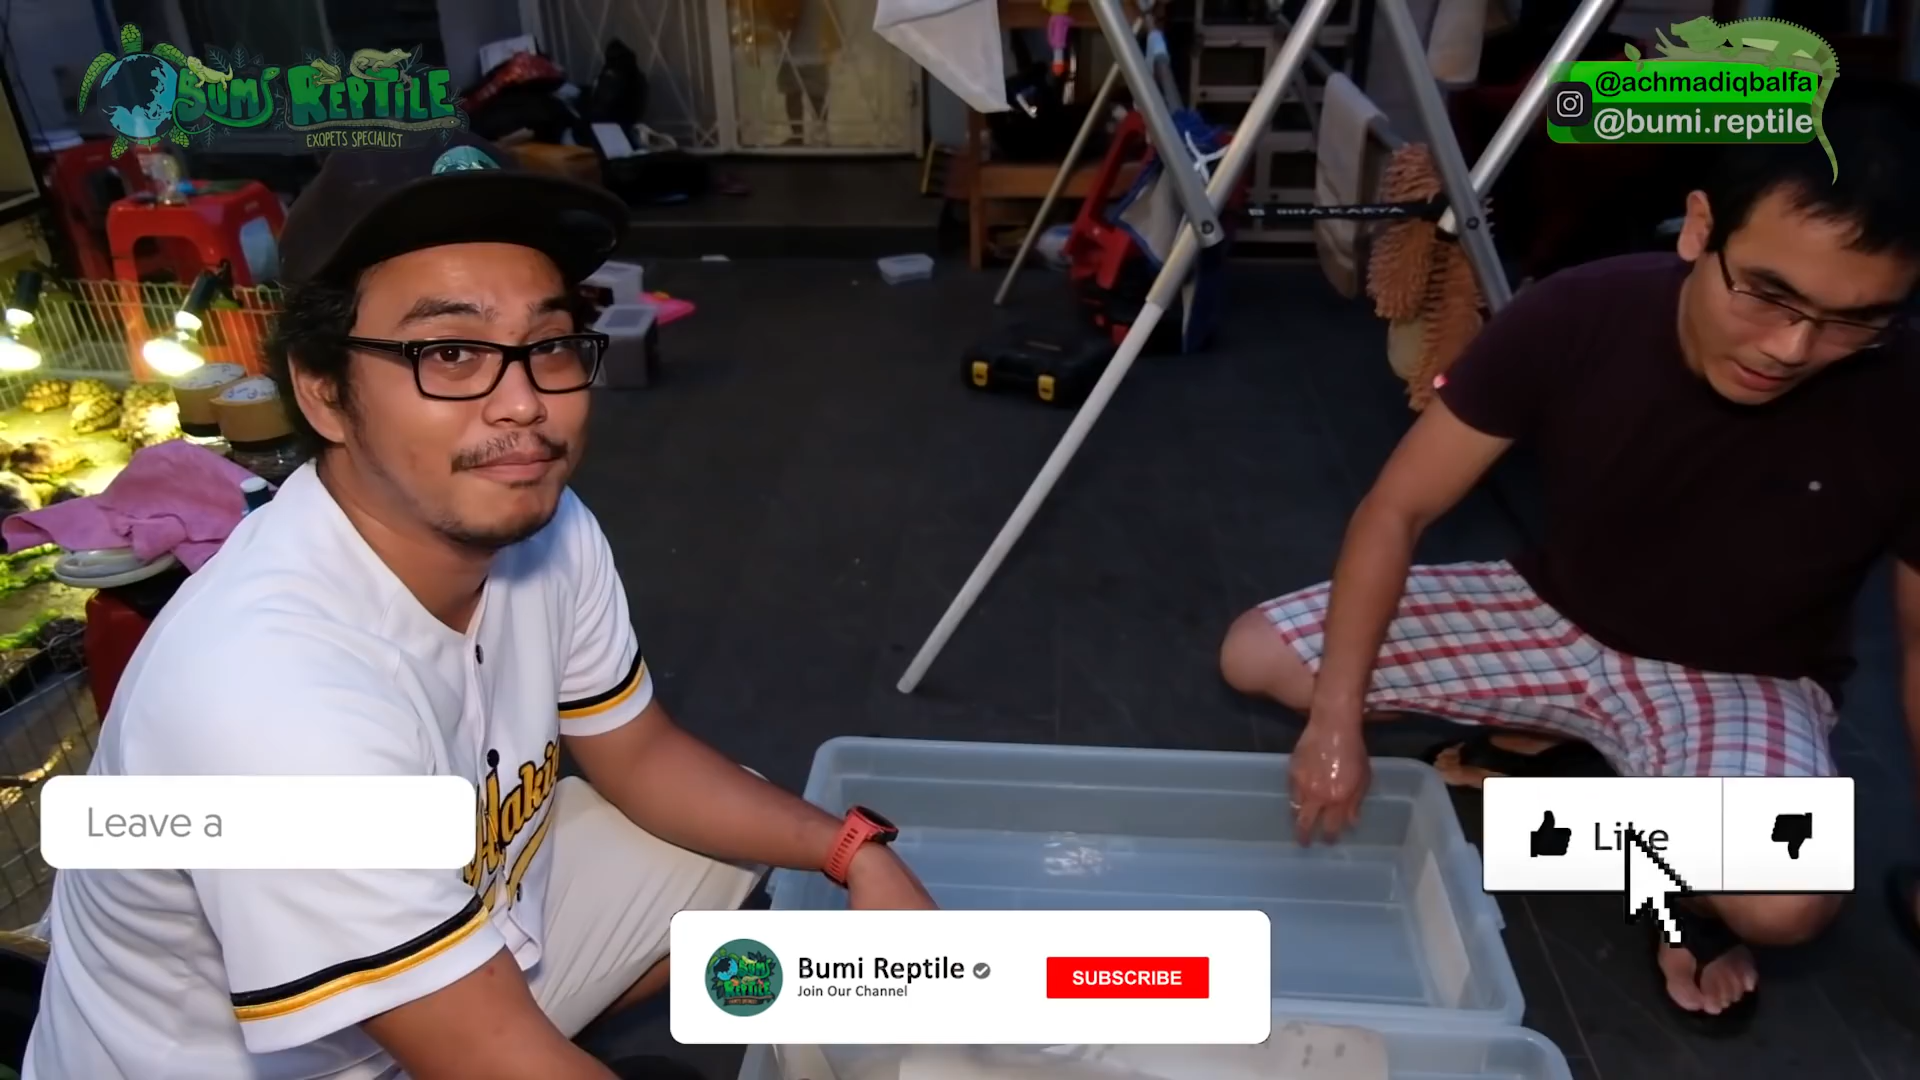 BUMI REPTILE
EXOPETS SPECIALIST
@achmadiqbalfa
@bumi.reptile
Leave a
Like
Bumi Reptile
Join Our Channel
SUBSCRIBE